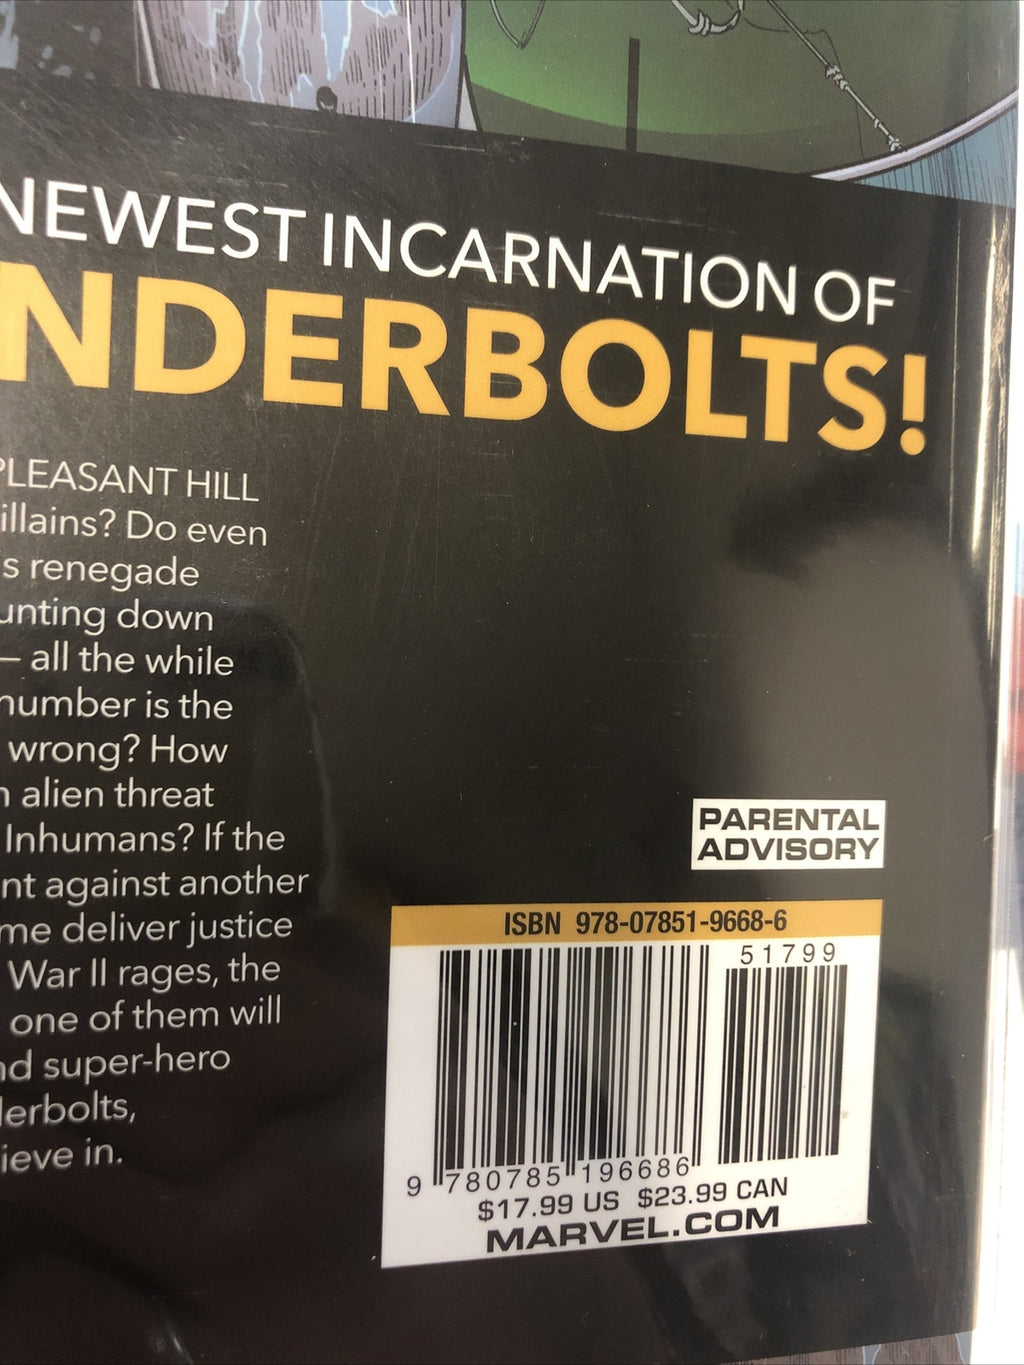 NEWEST INCARNATION OF
NDERBOLTS!
PLEASANT HILL
illains? Do even
s renegade
unting down
– all the while
number is the
wrong? How
n alien threat
Inhumans? If the
nt against another
me deliver justice
War II rages, the
one of them will
nd super-hero
derbolts,
ieve in.
PARENTAL
ADVISORY
ISBN 978-07851-9668-6
51799
9 780785 196686
$17.99 US $23.99 CAN
MARVEL.COM